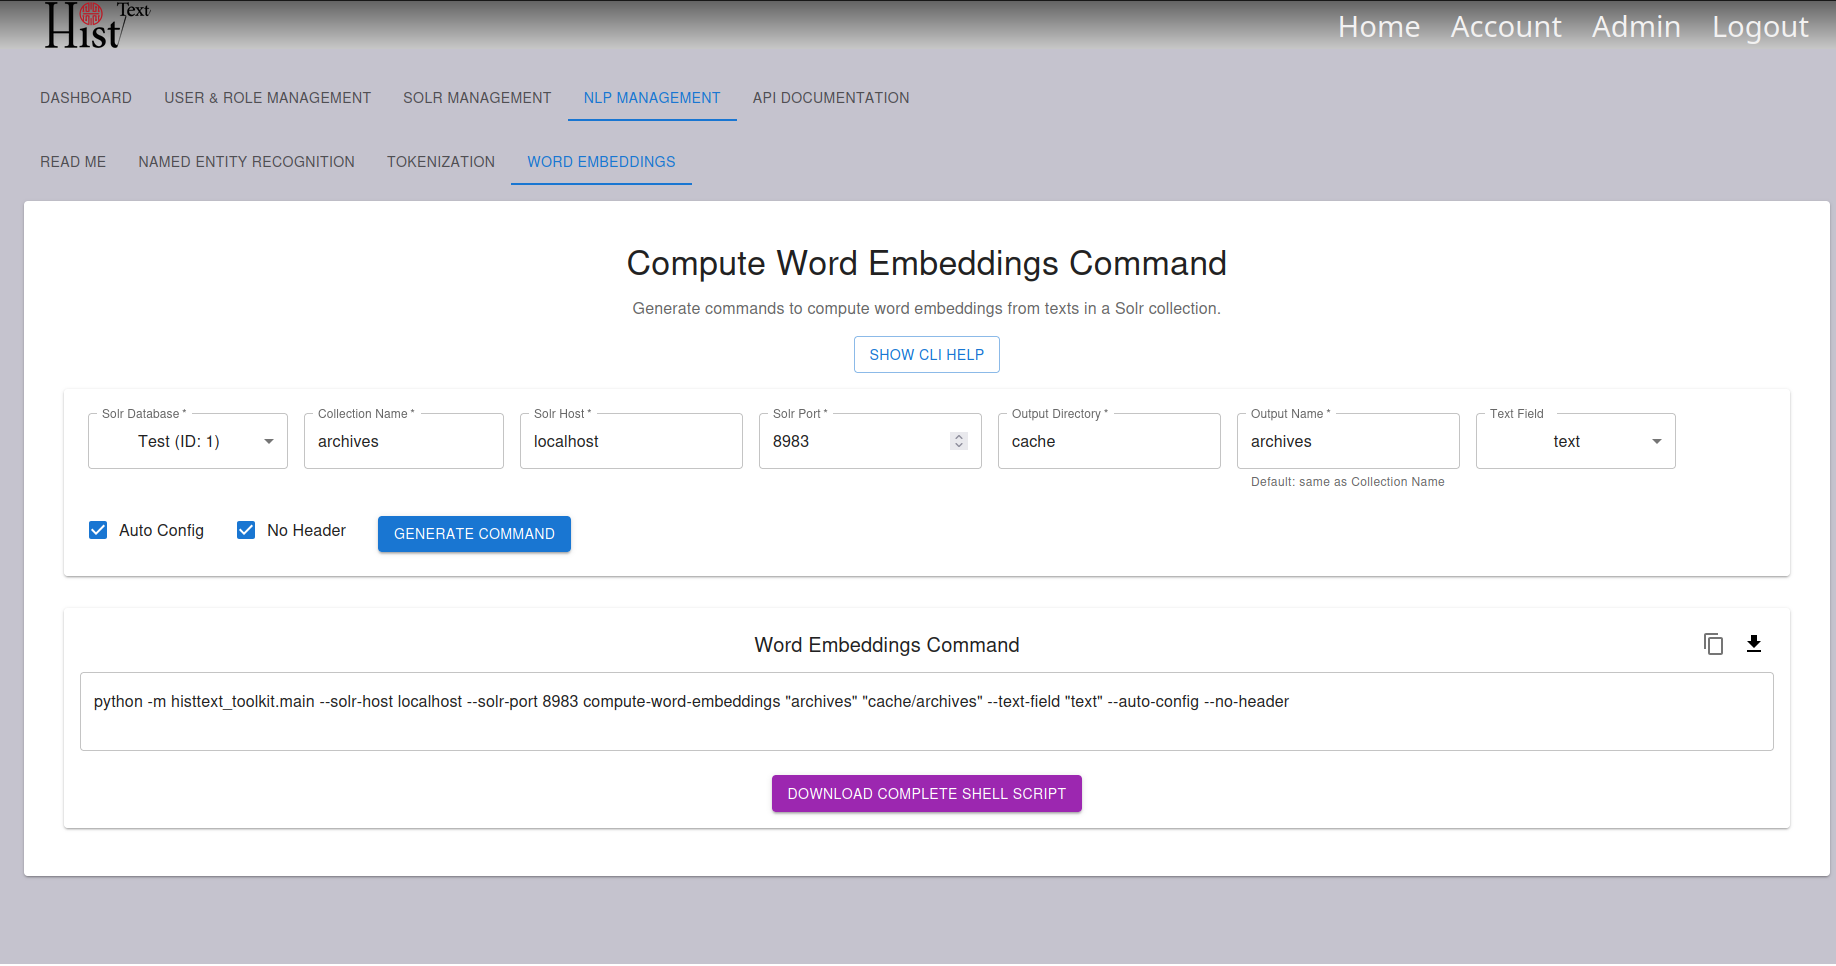 Hist Text
Home Account Admin Logout
DASHBOARD USER & ROLE MANAGEMENT SOLR MANAGEMENT NLP MANAGEMENT API DOCUMENTATION
READ ME NAMED ENTITY RECOGNITION TOKENIZATION WORD EMBEDDINGS
Compute Word Embeddings Command
Generate commands to compute word embeddings from texts in a Solr collection.
SHOW CLI HELP
Solr Database * Collection Name * Solr Host * Solr Port * Output Directory * Output Name * Text Field
Test (ID: 1) archives localhost 8983 cache archives text
Default: same as Collection Name
Auto Config No Header GENERATE COMMAND
Word Embeddings Command
python -m histtext_toolkit.main --solr-host localhost --solr-port 8983 compute-word-embeddings "archives" "cache/archives" --text-field "text" --auto-config --no-header
DOWNLOAD COMPLETE SHELL SCRIPT